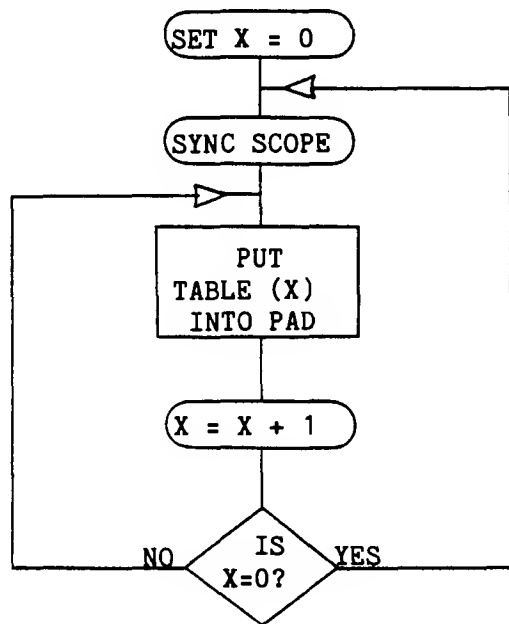 SET X = 0
SYNC SCOPE
PUT
TABLE (X)
INTO PAD
X = X + 1
IS
X=0?
NO
YES